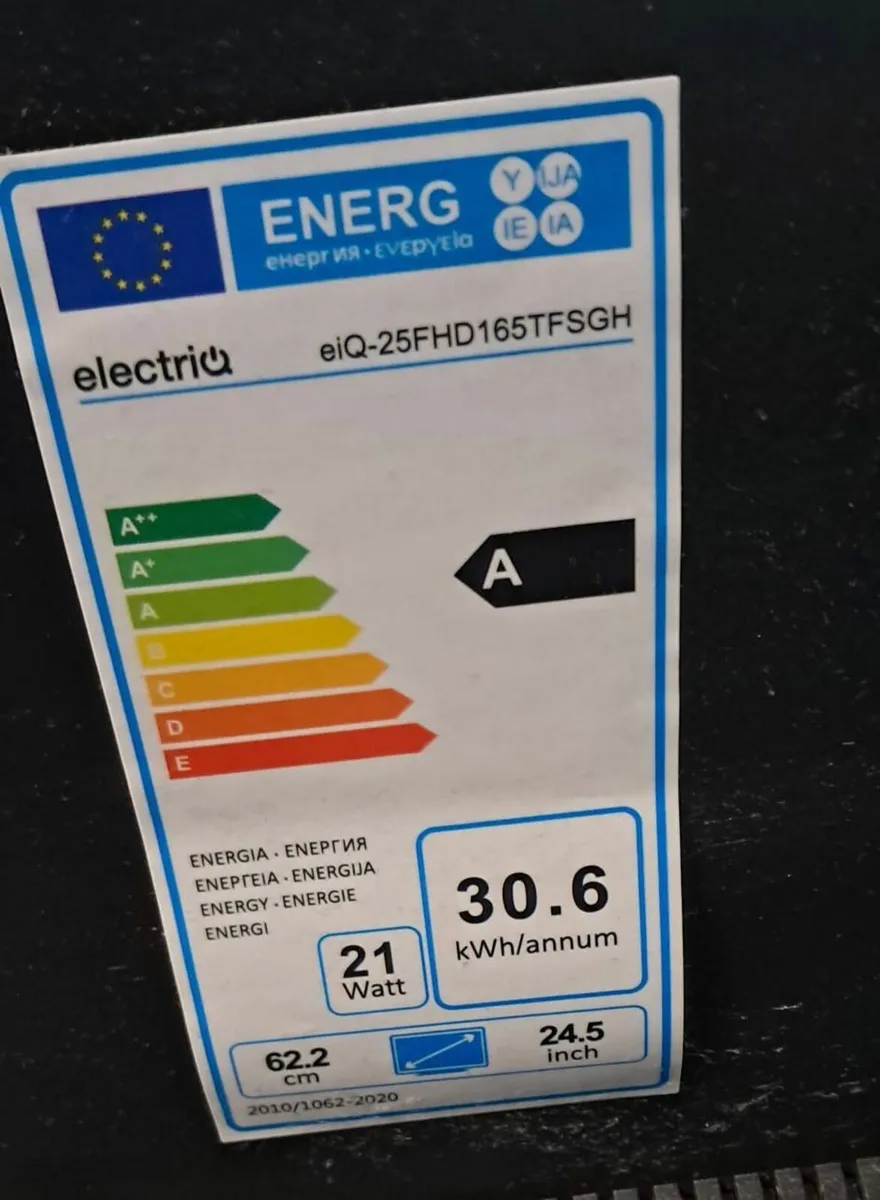 ENERG Y IJA
енергия · ενεργεια IE IA
electriQ eiQ-25FHD165TFSGH
A++
A+
A
A
B
C
D
E
ENERGIA · ЕНЕРГИЯ
ΕΝΕΡΓΕΙΑ · ENERGIJA
ENERGY · ENERGIE
ENERGI
30.6
kWh/annum
21
Watt
62.2
cm
24.5
inch
2010/1062-2020